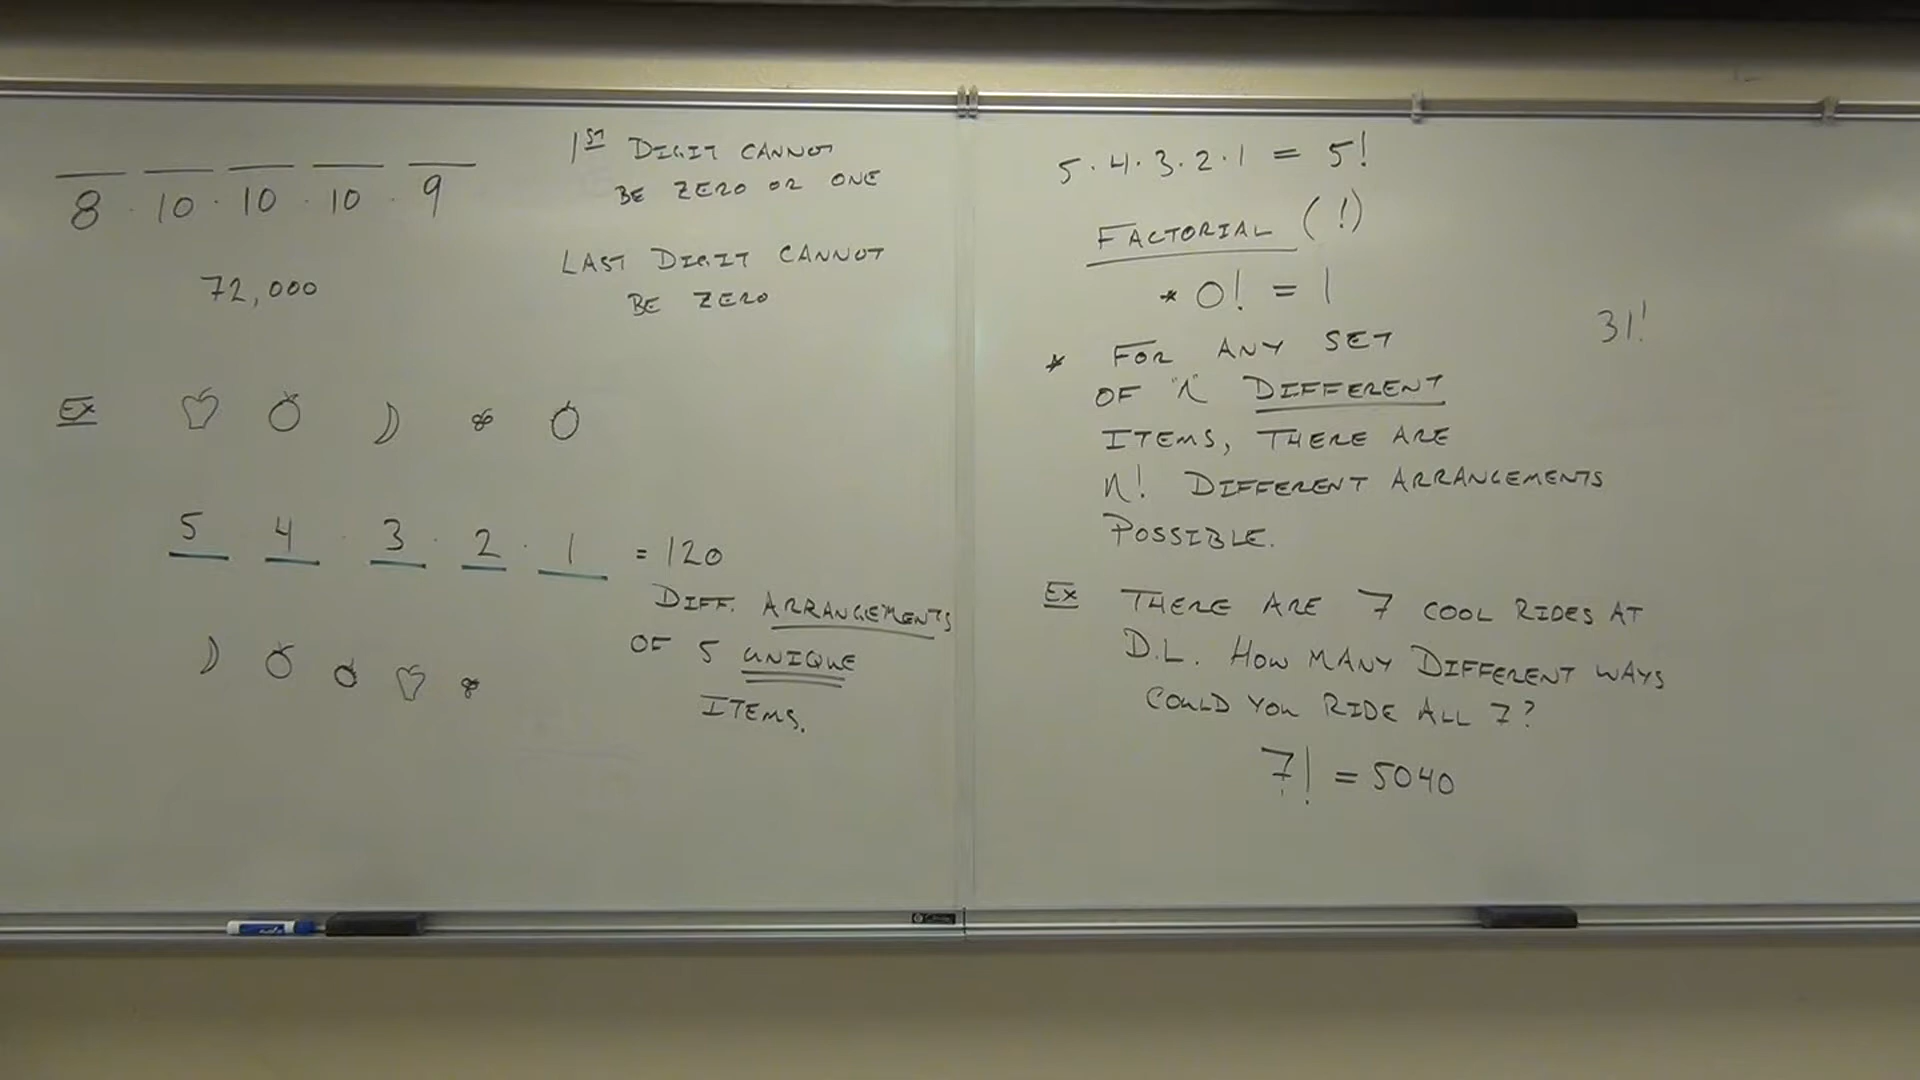 8 · 10 · 10 · 10 · 9
72,000
1ST DIGIT CANNOT
BE ZERO OR ONE
LAST DIGIT CANNOT
BE ZERO
EX
5 4 · 3 · 2 · 1 = 120
DIFF. ARRANGEMENTS
OF 5 UNIQUE
ITEMS.
5 · 4 · 3 · 2 · 1 = 5!
FACTORIAL (!)
* 0! = 1
31!
* FOR ANY SET
OF "n" DIFFERENT
ITEMS, THERE ARE
n! DIFFERENT ARRANGEMENTS
POSSIBLE.
EX THERE ARE 7 COOL RIDES AT
D.L. HOW MANY DIFFERENT WAYS
COULD YOU RIDE ALL 7?
7! = 5040